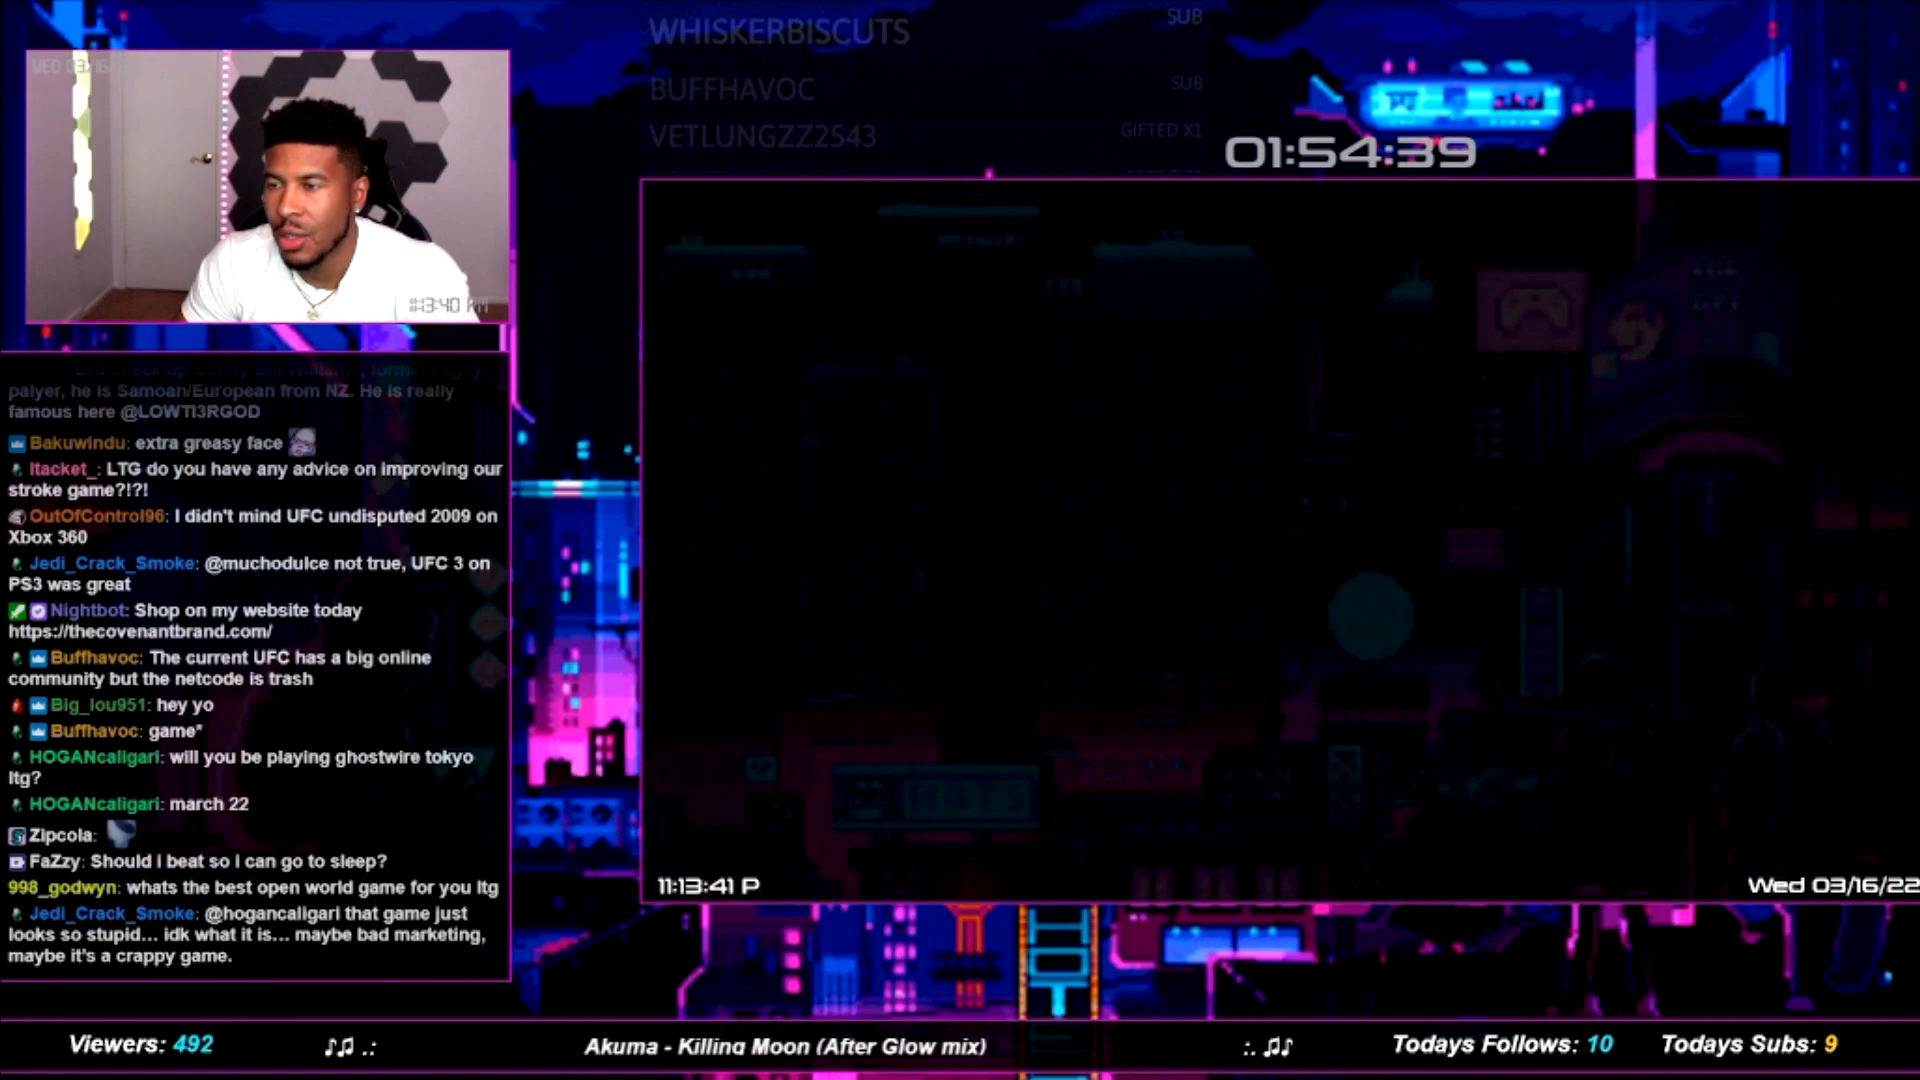 WHISKERBISCUTS SUB
BUFFHAVOC SUB
VETLUNGZZ2543 GIFTED X1
01:54:39
WED 03/16
:13:40 PM
palyer, he is Samoan/European from NZ. He is really
famous here @LOWTI3RGOD
Bakuwindu: extra greasy face
Itacket_: LTG do you have any advice on improving our
stroke game?!?!
OutOfControl96: I didn't mind UFC undisputed 2009 on
Xbox 360
Jedi_Crack_Smoke: @muchodulce not true, UFC 3 on
PS3 was great
Nightbot: Shop on my website today
https://thecovenantbrand.com/
Buffhavoc: The current UFC has a big online
community but the netcode is trash
Big_lou951: hey yo
Buffhavoc: game*
HOGANcaligari: will you be playing ghostwire tokyo
ltg?
HOGANcaligari: march 22
Zipcola:
FaZzy: Should I beat so I can go to sleep?
998_godwyn: whats the best open world game for you ltg
Jedi_Crack_Smoke: @hogancaligari that game just
looks so stupid... idk what it is... maybe bad marketing,
maybe it's a crappy game.
11:13:41 P
Wed 03/16/22
Viewers: 492
Akuma - Killing Moon (After Glow mix)
Todays Follows: 10
Todays Subs: 9